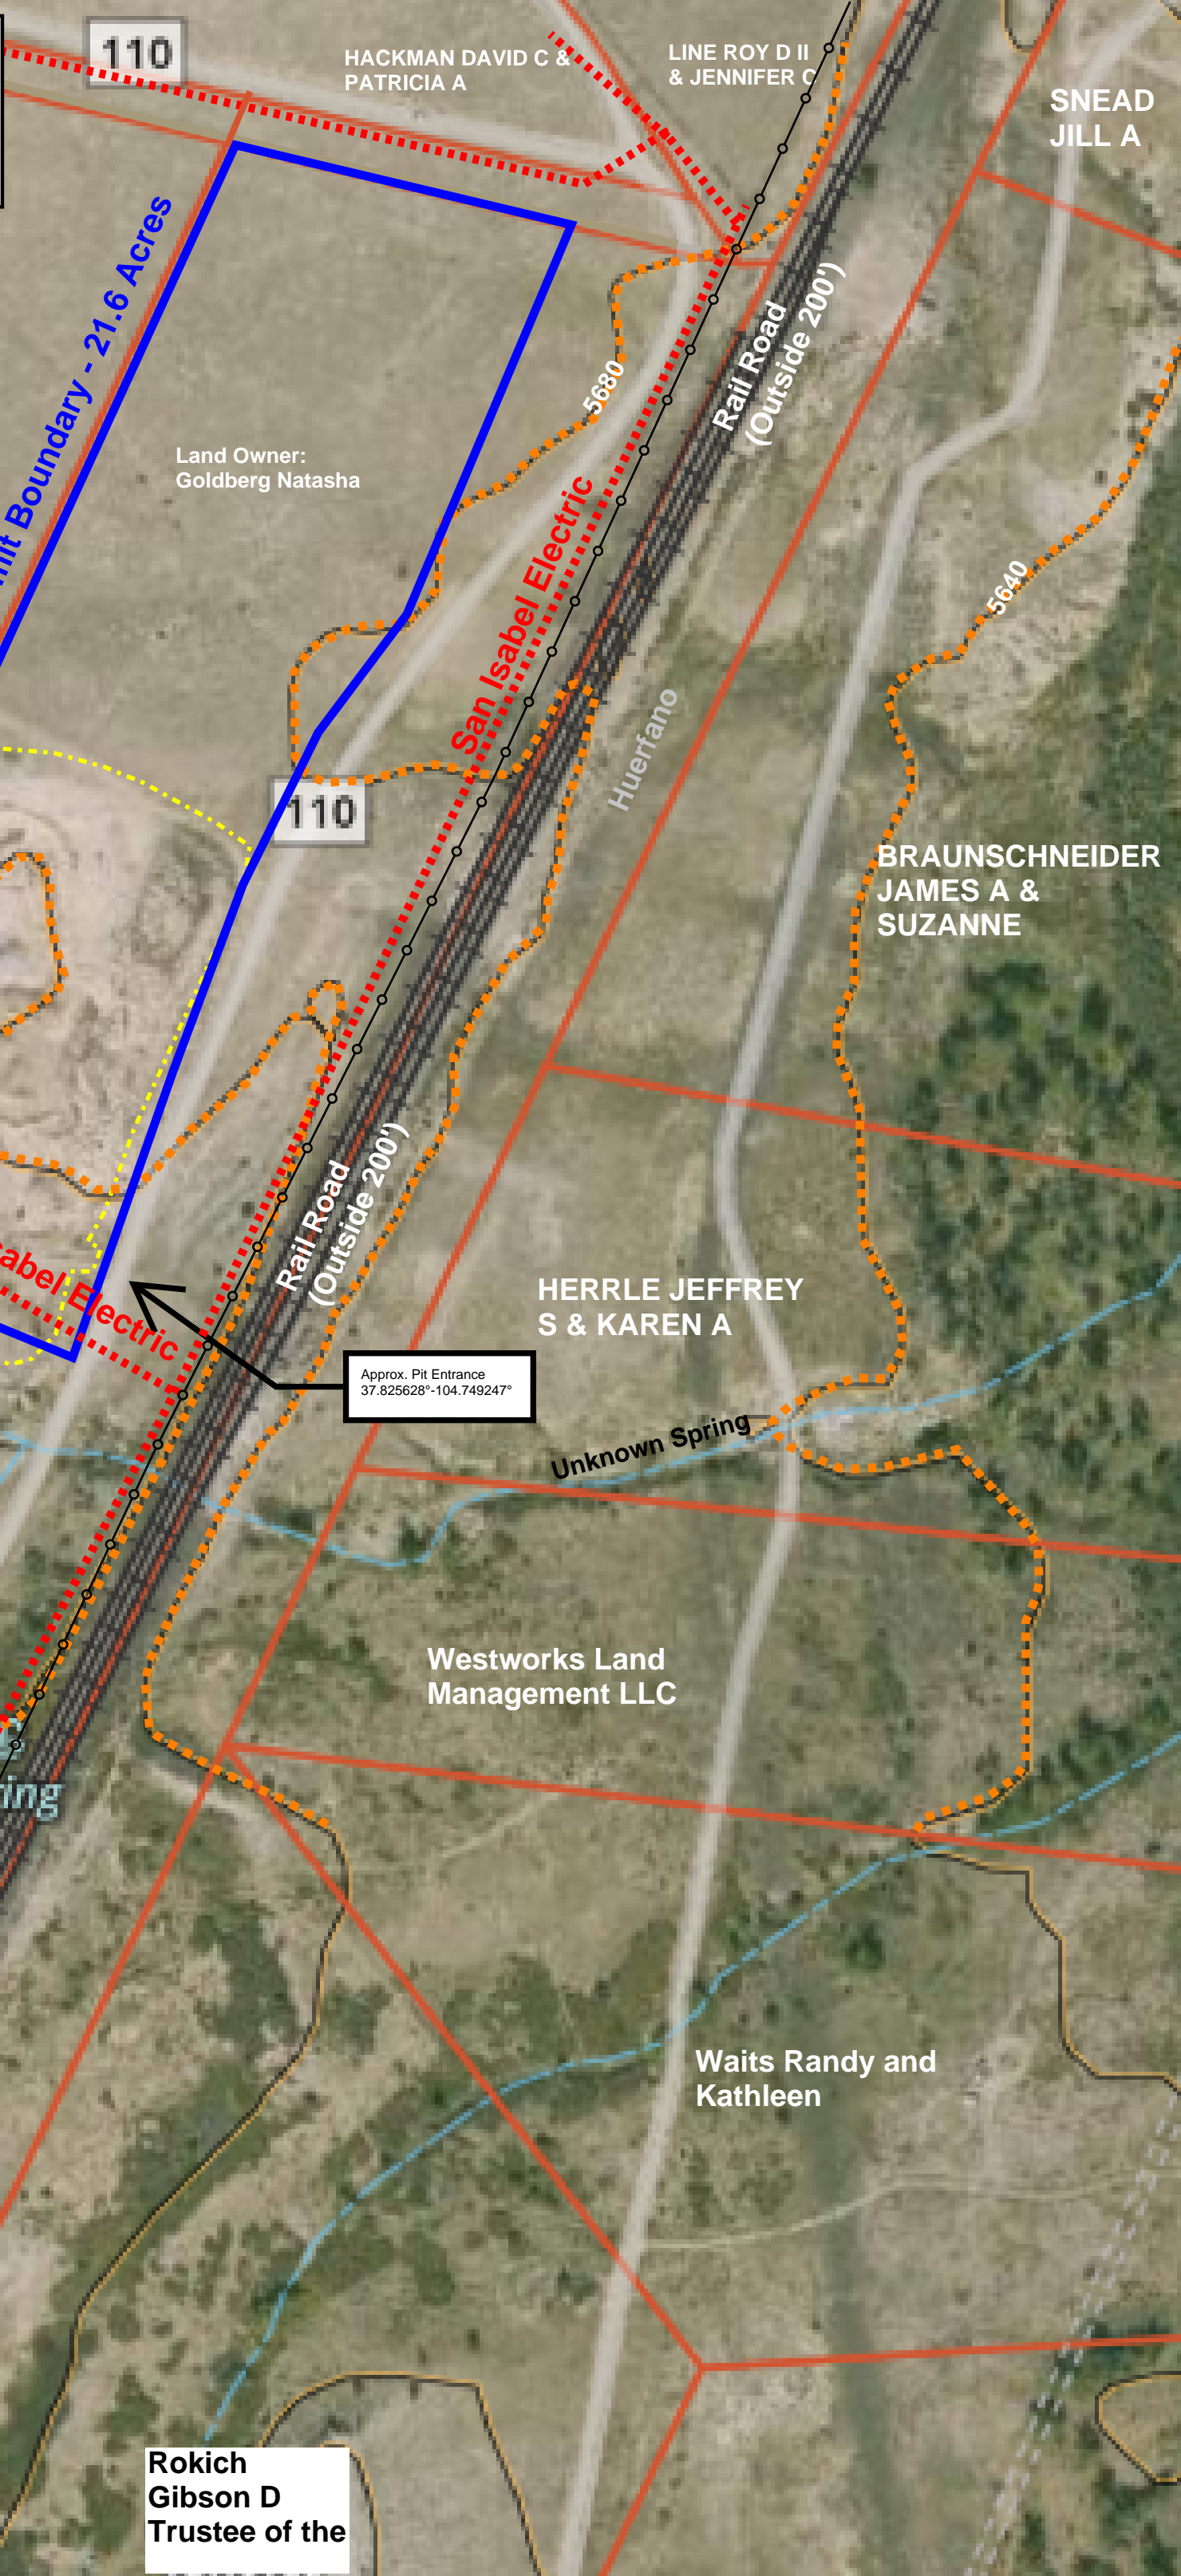 110
HACKMAN DAVID C &
PATRICIA A
LINE ROY D II
& JENNIFER C
SNEAD
JILL A
Boundary - 21.6 Acres
Land Owner:
Goldberg Natasha
5680
Rail Road
(Outside 200')
San Isabel Electric
5640
Huerfano
110
BRAUNSCHNEIDER
JAMES A &
SUZANNE
Rail Road
(Outside 200')
Electric
HERRLE JEFFREY
S & KAREN A
Approx. Pit Entrance
37.825628°-104.749247°
Unknown Spring
Westworks Land
Management LLC
Waits Randy and
Kathleen
Rokich
Gibson D
Trustee of the